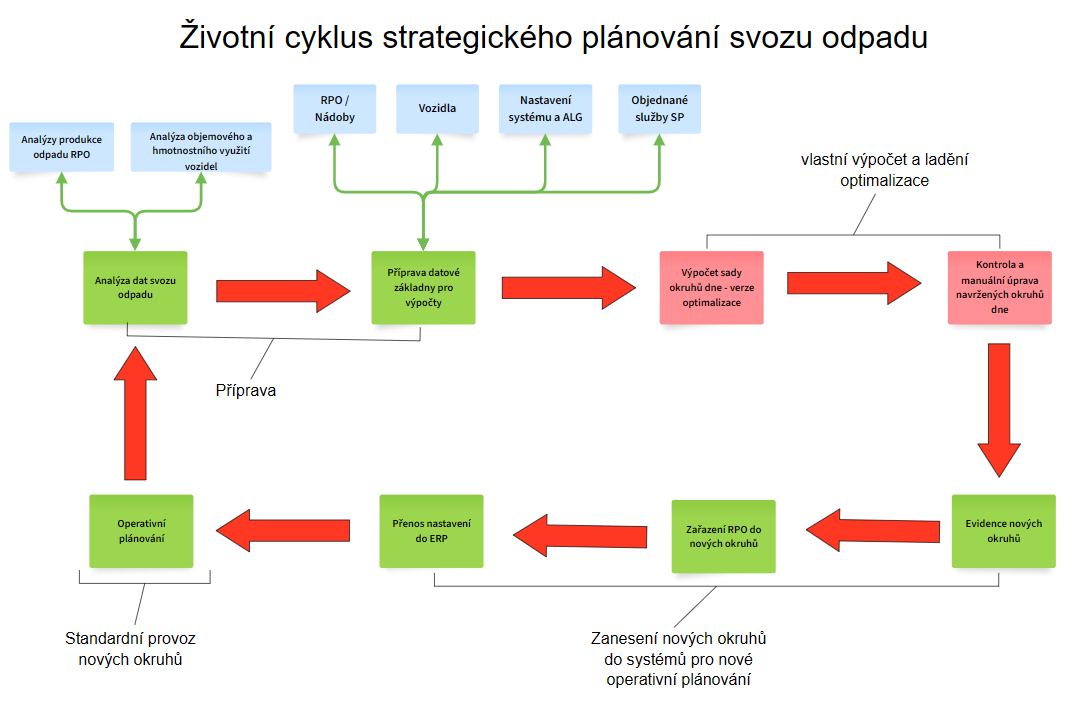 Životní cyklus strategického plánování svozu odpadu
RPO /
Nádoby
Vozidla
Nastavení
systému a ALG
Objednané
služby SP
Analýzy produkce
odpadu RPO
Analýza objemového a
hmotnostního využití
vozidel
vlastní výpočet a ladění
optimalizace
Analýza dat svozu
odpadu
Příprava datové
základny pro
výpočty
Výpočet sady
okruhů dne - verze
optimalizace
Kontrola a
manuální úprava
navržených okruhů
dne
Příprava
Operativní
plánování
Přenos nastavení
do ERP
Zařazení RPO do
nových okruhů
Evidence nových
okruhů
Standardní provoz
nových okruhů
Zanesení nových okruhů
do systémů pro nové
operativní plánování